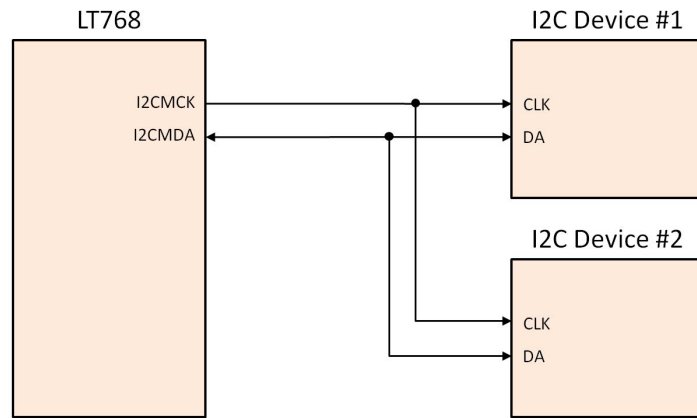 LT768
I2C Device #1
I2CMCK
CLK
I2CMDA
DA
I2C Device #2
CLK
DA